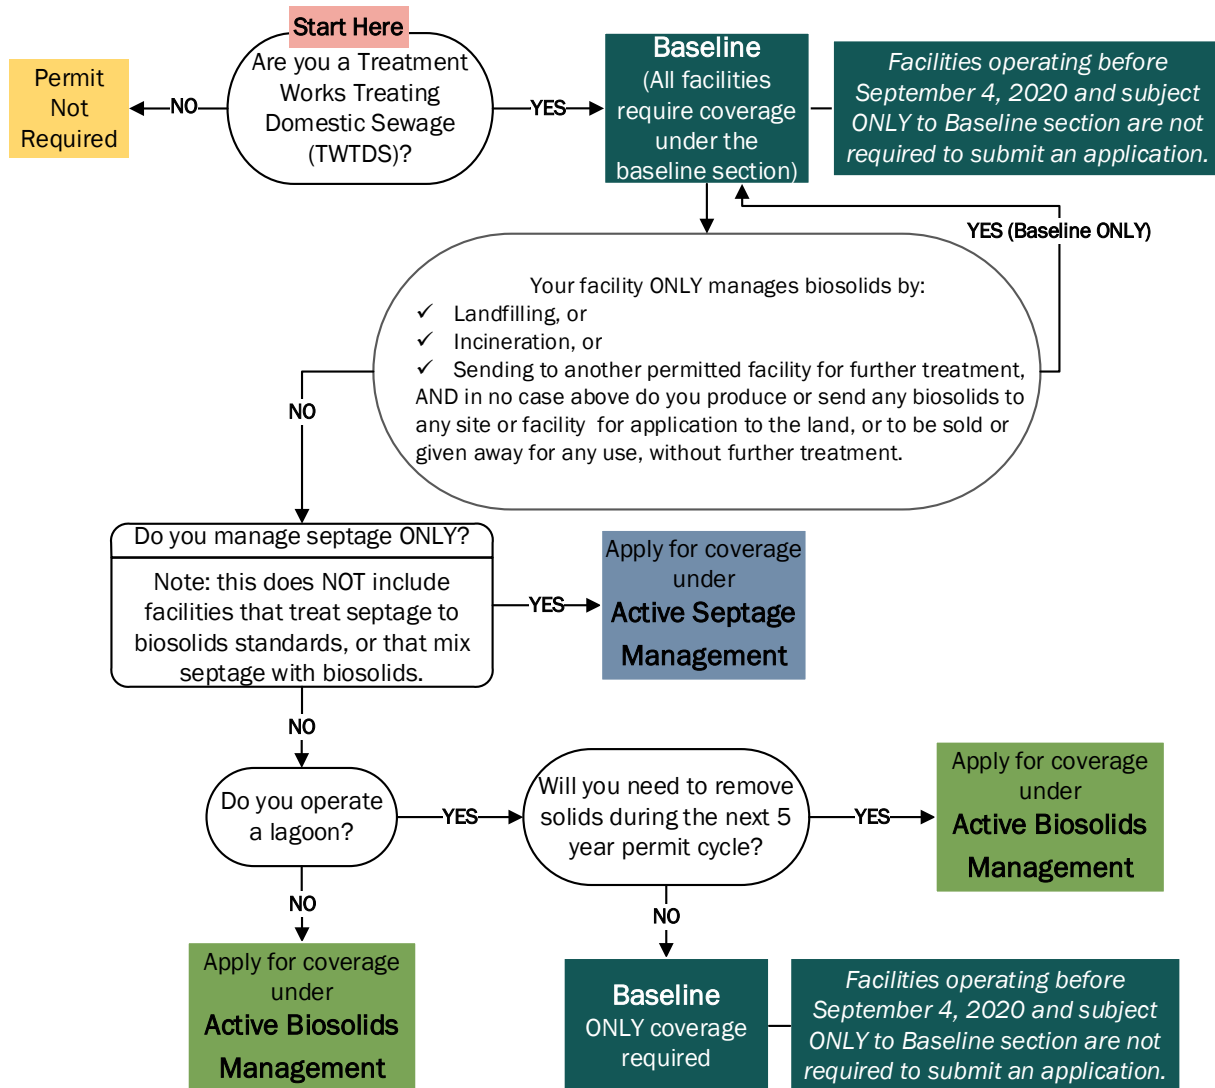 Start Here
Are you a Treatment
Works Treating
Domestic Sewage
(TWTDS)?
NO
Permit
Not
Required
YES
Baseline
(All facilities
require coverage
under the
baseline section)
Facilities operating before
September 4, 2020 and subject
ONLY to Baseline section are not
required to submit an application.
YES (Baseline ONLY)
Your facility ONLY manages biosolids by:
✓ Landfilling, or
✓ Incineration, or
✓ Sending to another permitted facility for further treatment,
AND in no case above do you produce or send any biosolids to
any site or facility for application to the land, or to be sold or
given away for any use, without further treatment.
NO
Do you manage septage ONLY?
Note: this does NOT include
facilities that treat septage to
biosolids standards, or that mix
septage with biosolids.
YES
Apply for coverage
under
Active Septage
Management
NO
Do you operate
a lagoon?
YES
Will you need to remove
solids during the next 5
year permit cycle?
YES
Apply for coverage
under
Active Biosolids
Management
NO
Apply for coverage
under
Active Biosolids
Management
NO
Baseline
ONLY coverage
required
Facilities operating before
September 4, 2020 and subject
ONLY to Baseline section are not
required to submit an application.